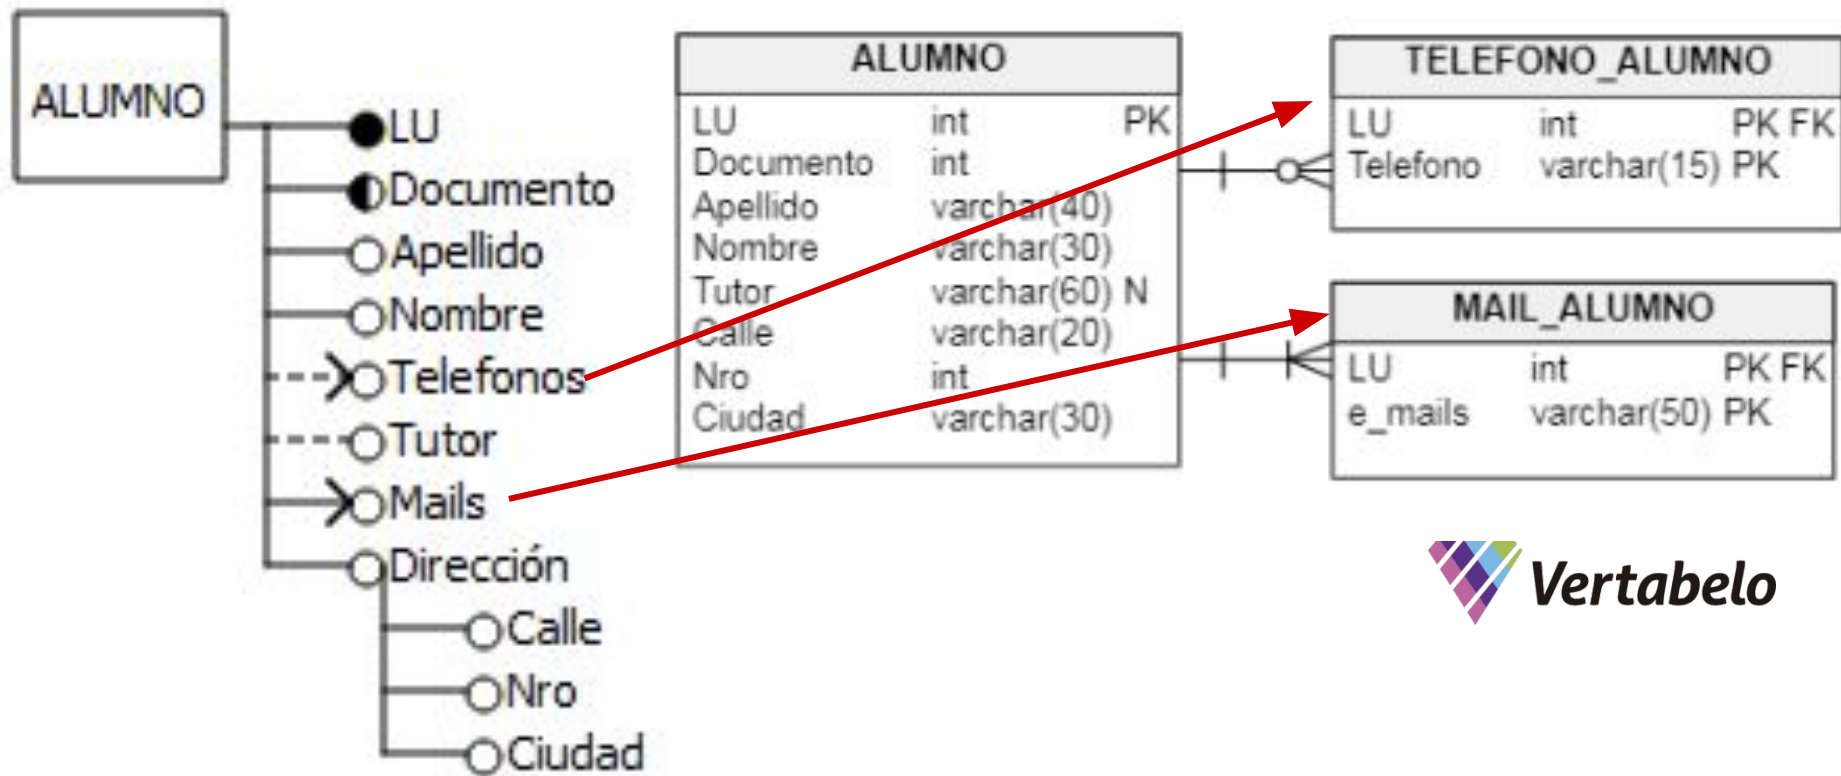 ALUMNO
LU
Documento
Apellido
Nombre
Telefonos
Tutor
Mails
Dirección
Calle
Nro
Ciudad
ALUMNO
LU int PK
Documento int
Apellido varchar(40)
Nombre varchar(30)
Tutor varchar(60) N
Calle varchar(20)
Nro int
Ciudad varchar(30)
TELEFONO_ALUMNO
LU int PK FK
Telefono varchar(15) PK
MAIL_ALUMNO
LU int PK FK
e_mails varchar(50) PK
Vertabelo